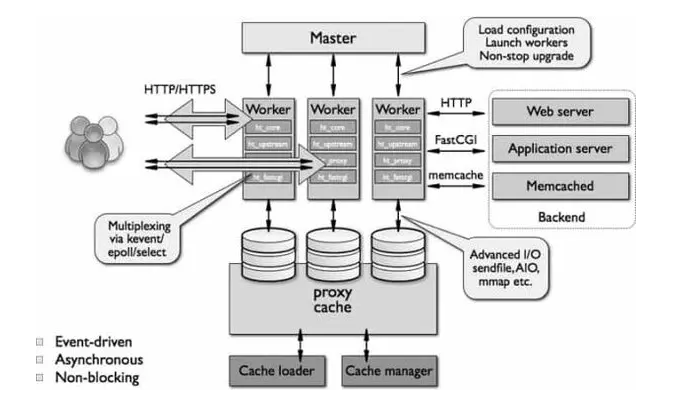 Master
Load configuration
Launch workers
Non-stop upgrade
HTTP/HTTPS
Worker
ht_core
ht_upstream
ht_fastcgi
Worker
ht_core
ht_upstream
_proxy
ht_fastcgi
Worker
ht_core
ht_upstream
ht_proxy
ht_fastcgi
HTTP
FastCGI
memcache
Web server
Application server
Memcached
Backend
Multiplexing
via kevent/
epoll/select
Advanced I/O
sendfile,AIO,
mmap etc.
proxy
cache
Cache loader
Cache manager
Event-driven
Asynchronous
Non-blocking